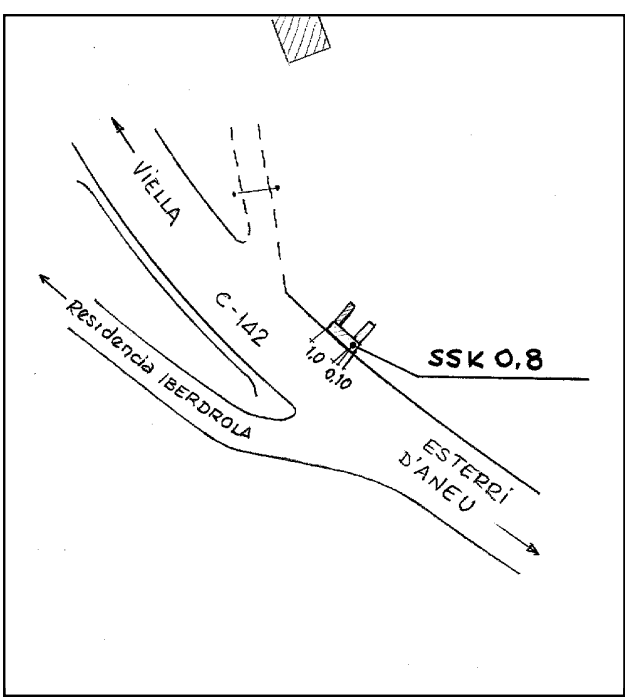 VIELLA
C-142
Residencia IBERDROLA
1,0
0,10
SSK 0,8
ESTERRI
D'ANEU